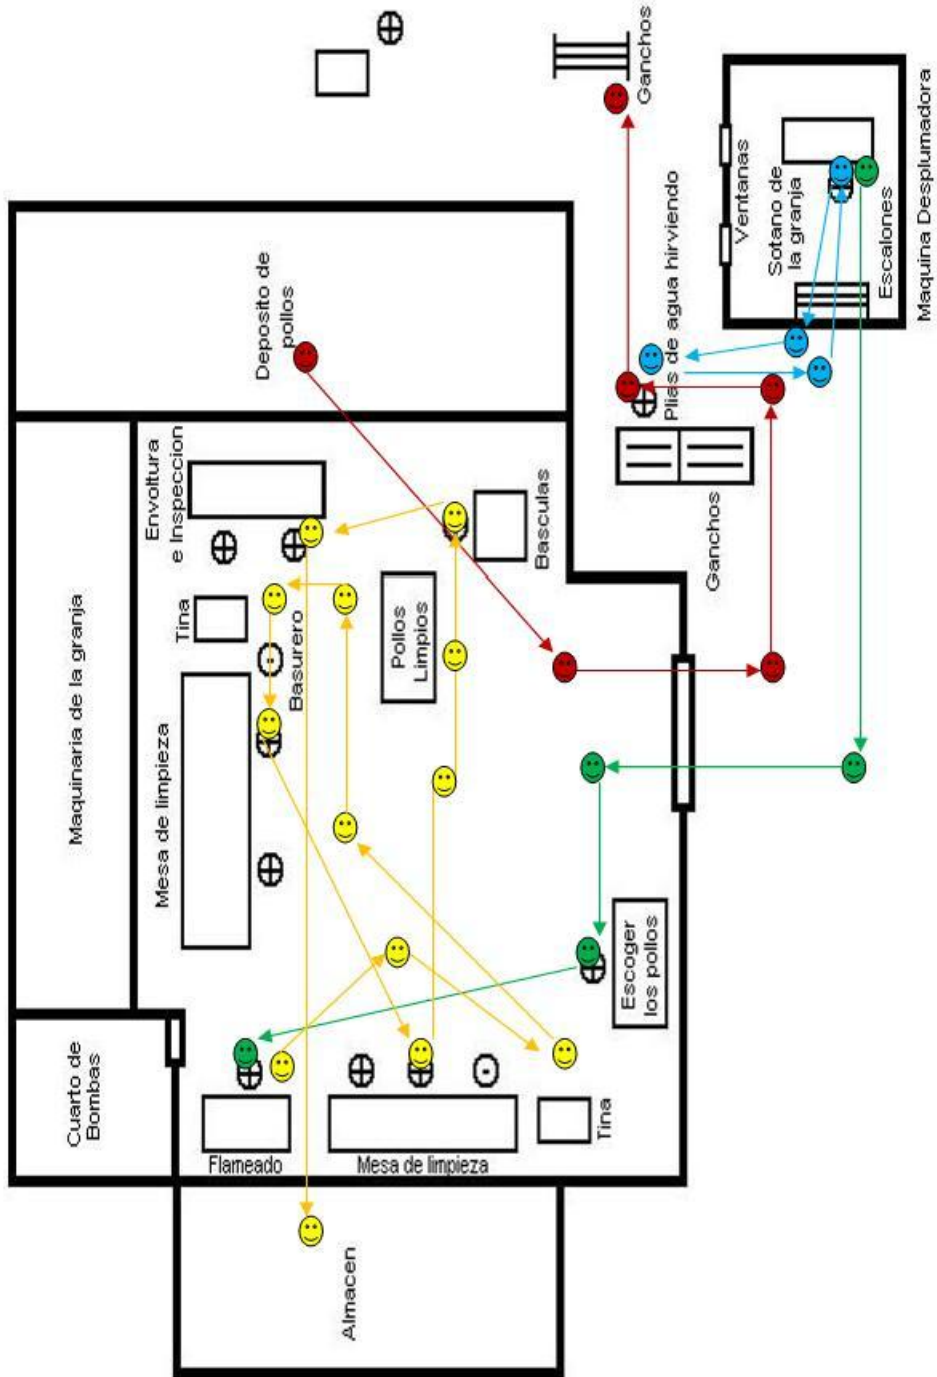 Cuarto de
Bombas
Maquinaria de la granja
Deposito de
pollos
Almacen
Flameado
Mesa de limpieza
Tina
Mesa de limpieza
Tina
Basurero
Envoltura
e Inspeccion
Pollos
Limpios
Basculas
Escoger
los pollos
Ganchos
Plias de agua hirviendo
Ganchos
Ventanas
Sotano de
la granja
Escalones
Maquina Desplumadora